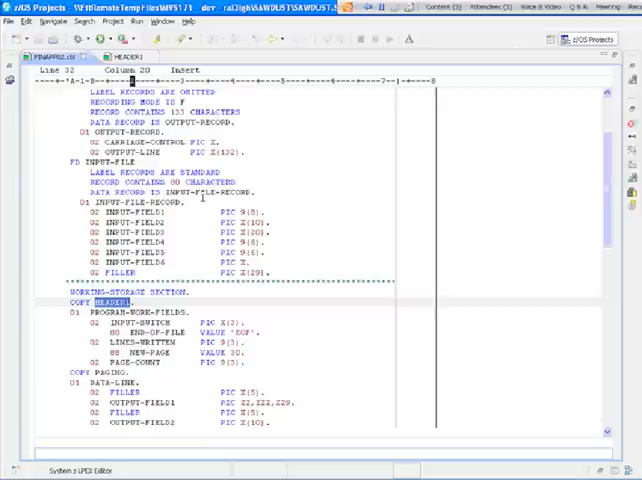 Edit Navigate Search Project Run Window Help
z/OS Projects
HEADER1
Line 32 Column 20 Insert
LABEL RECORDS ARE OMITTED
RECORDING MODE IS F
RECORD CONTAINS 133 CHARACTERS
DATA RECORD IS OUTPUT-RECORD.
01 OUTPUT-RECORD.
02 CARRIAGE-CONTROL PIC X.
02 OUTPUT-LINE PIC X(132).
FD INPUT-FILE
LABEL RECORDS ARE STANDARD
RECORD CONTAINS 80 CHARACTERS
DATA RECORD IS INPUT-FILE-RECORD.
01 INPUT-FILE-RECORD.
02 INPUT-FIELD1 PIC 9(8).
02 INPUT-FIELD2 PIC X(10).
02 INPUT-FIELD3 PIC X(20).
02 INPUT-FIELD4 PIC 9(6).
02 INPUT-FIELD5 PIC 9(6).
02 INPUT-FIELD6 PIC X.
02 FILLER PIC X(29).
WORKING-STORAGE SECTION.
COPY HEADER1.
01 PROGRAM-WORK-FIELDS.
02 INPUT-SWITCH PIC X(3).
88 END-OF-FILE VALUE 'EOF'.
02 LINES-WRITTEN PIC 9(3).
88 NEW-PAGE VALUE 30.
02 PAGE-COUNT PIC 9(3).
COPY PAGING.
01 DATA-LINE.
02 FILLER PIC X(5).
02 OUTPUT-FIELD1 PIC Z2,ZZZ,Z29.
02 FILLER PIC X(5).
02 OUTPUT-FIELD2 PIC X(10).
System z LPEX Editor